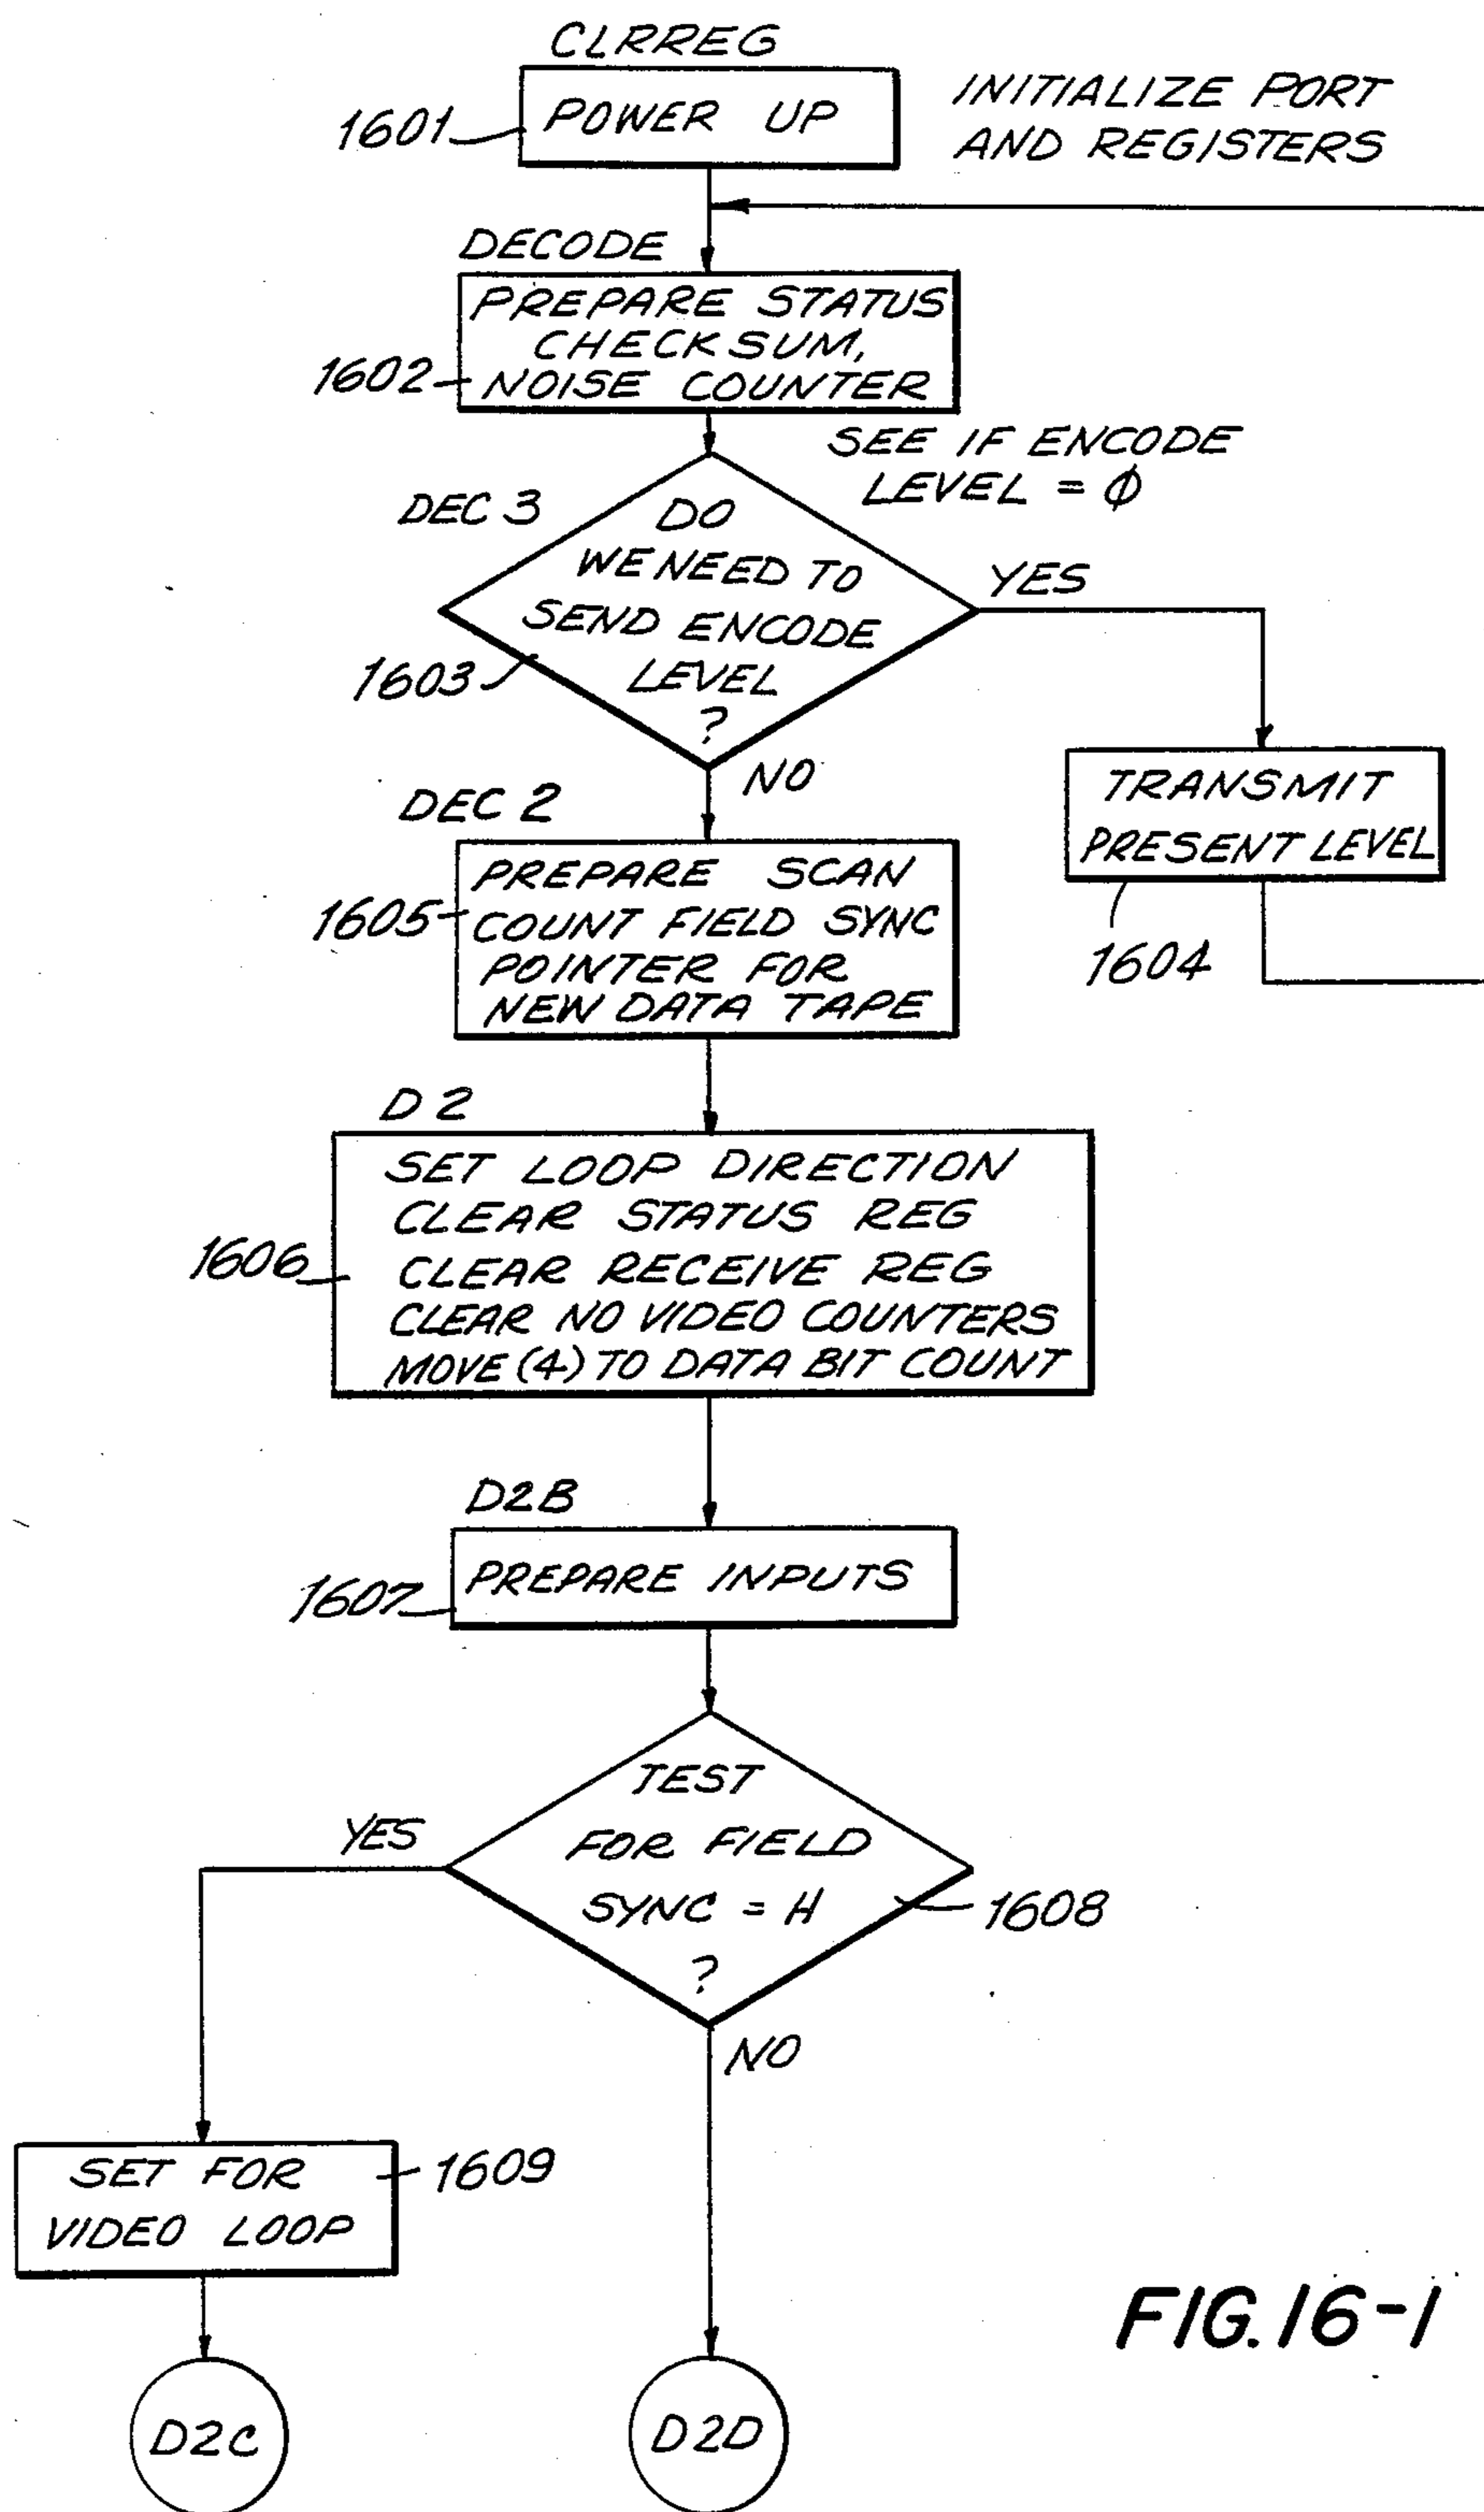 CLRREG
1601
POWER UP
INITIALIZE PORT
AND REGISTERS
DECODE
1602
PREPARE STATUS
CHECKSUM,
NOISE COUNTER
SEE IF ENCODE
LEVEL = Ø
DEC 3
1603
DO
WE NEED TO
SEND ENCODE
LEVEL
?
YES
NO
TRANSMIT
PRESENT LEVEL
1604
DEC 2
1605
PREPARE SCAN
COUNT FIELD SYNC
POINTER FOR
NEW DATA TAPE
D2
1606
SET LOOP DIRECTION
CLEAR STATUS REG
CLEAR RECEIVE REG
CLEAR NO VIDEO COUNTERS
MOVE (4) TO DATA BIT COUNT
D2B
1607
PREPARE INPUTS
TEST
FOR FIELD
SYNC = H
?
1608
YES
NO
SET FOR
VIDEO LOOP
1609
D2C
D2D
FIG. 16-1